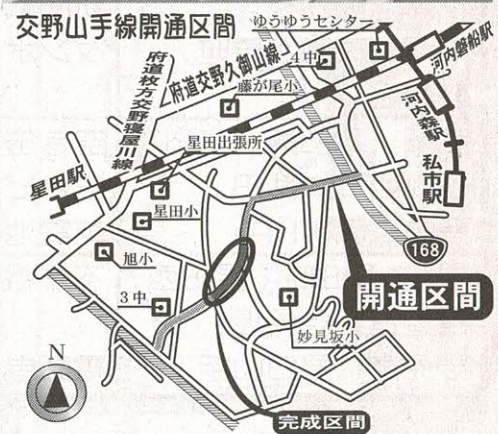 交野山手線開通区間
ゆうゆうセンター
河内磐船駅
4中
府道交野久御山線
藤が尾小
府道枚方交野寝屋川線
河内森駅
星田出張所
私市駅
星田駅
星田小
旭小
168
開通区間
3中
妙見坂小
N
完成区間